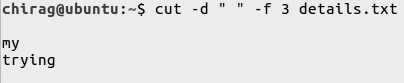 chirag@ubuntu:~$ cut -d " " -f 3 details.txt
my
trying